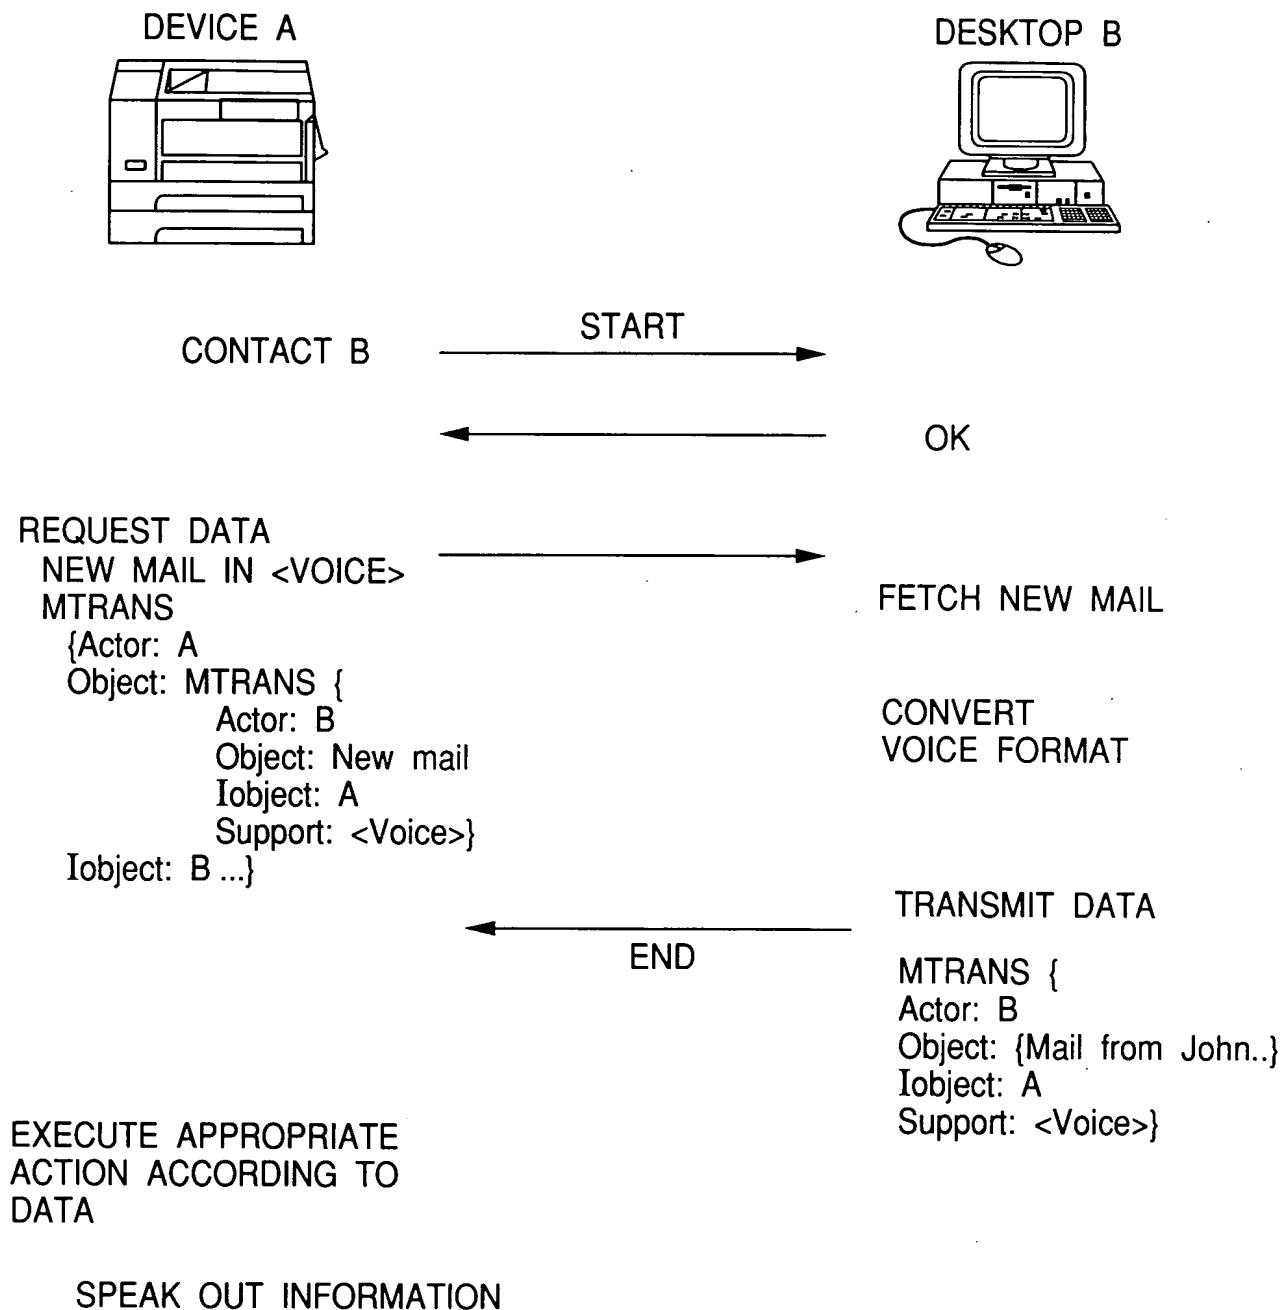 DEVICE A
DESKTOP B
CONTACT B
START
OK
REQUEST DATA
NEW MAIL IN <VOICE>
MTRANS
{Actor: A
Object: MTRANS {
Actor: B
Object: New mail
Iobject: A
Support: <Voice>}
Iobject: B ...}
FETCH NEW MAIL
CONVERT
VOICE FORMAT
TRANSMIT DATA
END
MTRANS {
Actor: B
Object: {Mail from John..}
Iobject: A
Support: <Voice>}
EXECUTE APPROPRIATE
ACTION ACCORDING TO
DATA
SPEAK OUT INFORMATION